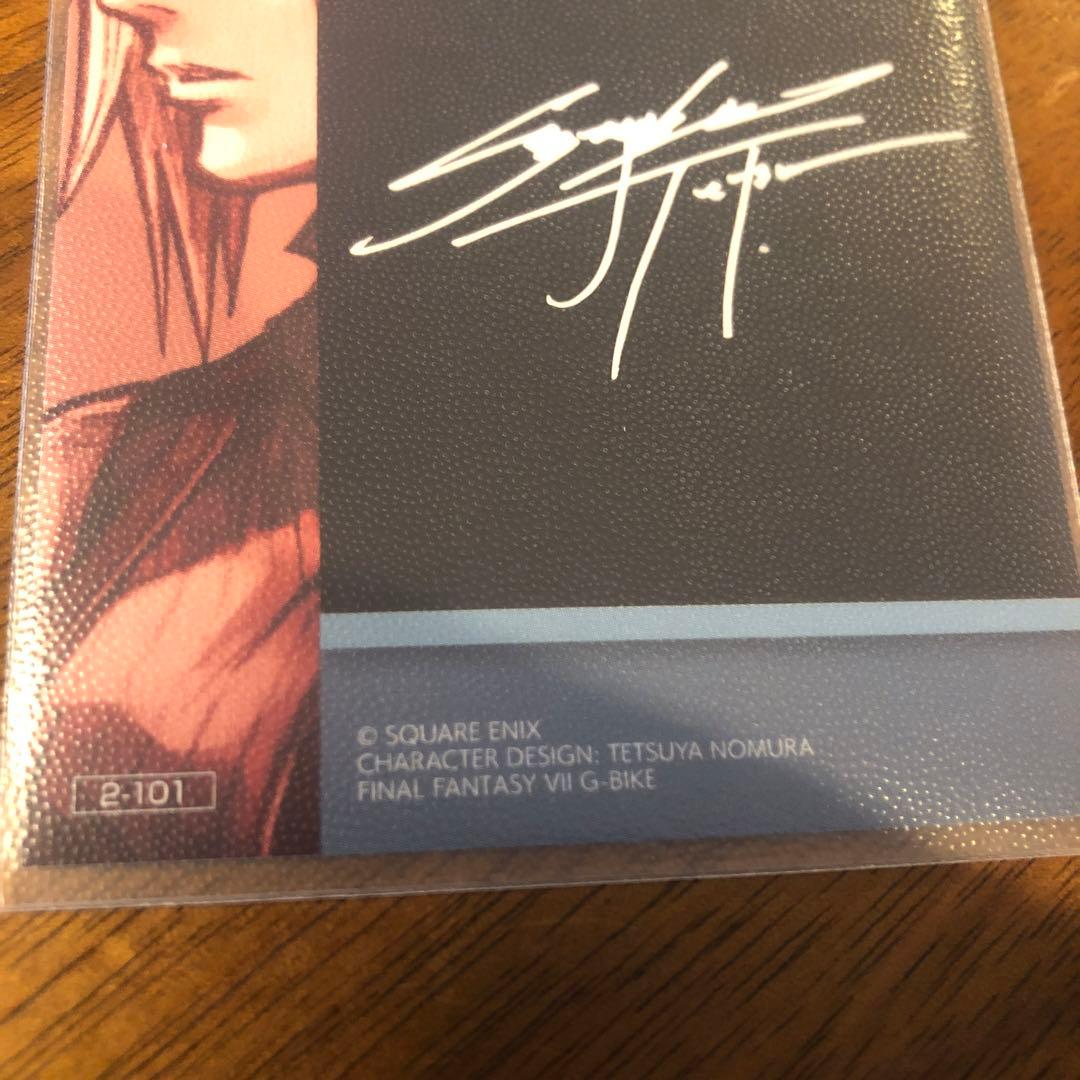 © SQUARE ENIX
CHARACTER DESIGN: TETSUYA NOMURA
FINAL FANTASY VII G-BIKE
2-101